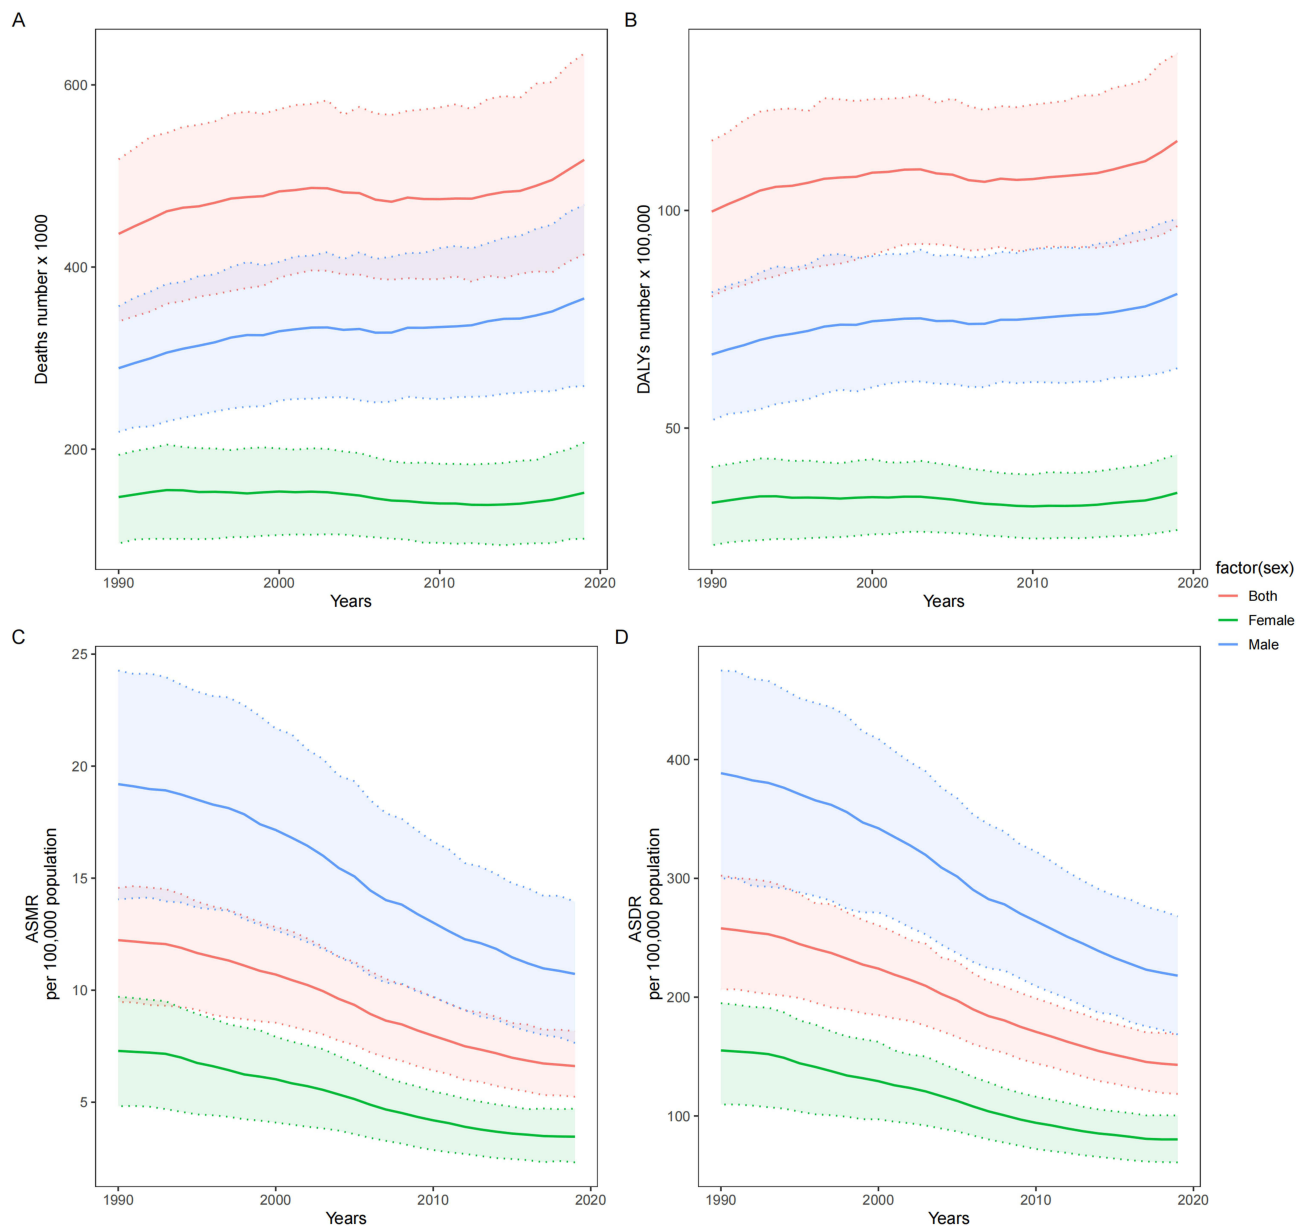 A
B
600
400
200
Deaths number x 1000
1990
2000
2010
2020
Years
100
50
DALYs number x 100,000
1990
2000
2010
2020
Years
factor(sex)
Both
Female
Male
C
D
25
20
15
10
5
ASMR
per 100,000 population
1990
2000
2010
2020
Years
400
300
200
100
ASDR
per 100,000 population
1990
2000
2010
2020
Years